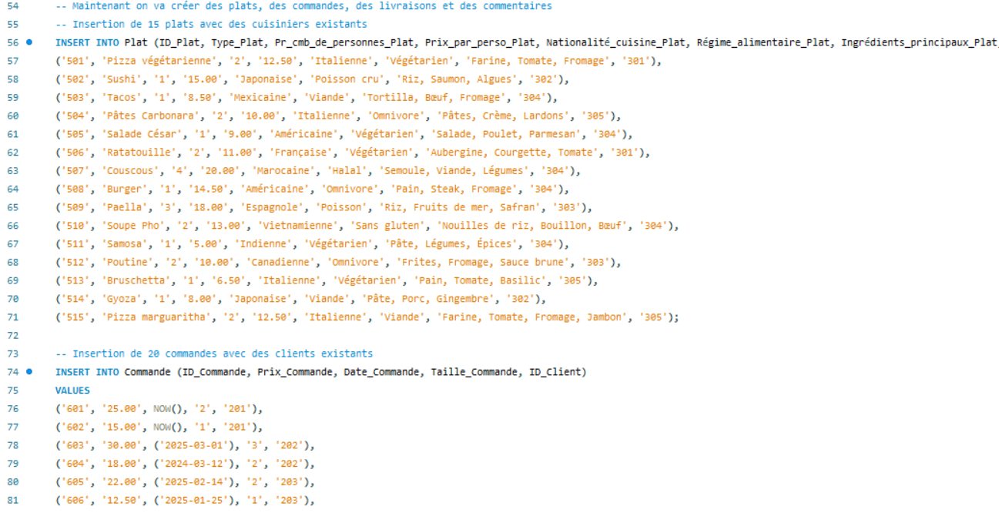 54 -- Maintenant on va créer des plats, des commandes, des livraisons et des commentaires
55 -- Insertion de 15 plats avec des cuisiniers existants
56 INSERT INTO Plat (ID_Plat, Type_Plat, Pr_cmb_de_personnes_Plat, Prix_par_perso_Plat, Nationalité_cuisine_Plat, Régime_alimentaire_Plat, Ingrédients_principaux_Plat,
57 ('501', 'Pizza végétarienne', '2', '12.50', 'Italienne', 'Végétarien', 'Farine, Tomate, Fromage', '301'),
58 ('502', 'Sushi', '1', '15.00', 'Japonaise', 'Poisson cru', 'Riz, Saumon, Algues', '302'),
59 ('503', 'Tacos', '1', '8.50', 'Mexicaine', 'Viande', 'Tortilla, Bœuf, Fromage', '304'),
60 ('504', 'Pâtes Carbonara', '2', '10.00', 'Italienne', 'Omnivore', 'Pâtes, Crème, Lardons', '305'),
61 ('505', 'Salade César', '1', '9.00', 'Américaine', 'Végétarien', 'Salade, Poulet, Parmesan', '304'),
62 ('506', 'Ratatouille', '2', '11.00', 'Française', 'Végétarien', 'Aubergine, Courgette, Tomate', '301'),
63 ('507', 'Couscous', '4', '20.00', 'Marocaine', 'Halal', 'Semoule, Viande, Légumes', '304'),
64 ('508', 'Burger', '1', '14.50', 'Américaine', 'Omnivore', 'Pain, Steak, Fromage', '304'),
65 ('509', 'Paella', '3', '18.00', 'Espagnole', 'Poisson', 'Riz, Fruits de mer, Safran', '303'),
66 ('510', 'Soupe Pho', '2', '13.00', 'Vietnamienne', 'Sans gluten', 'Nouilles de riz, Bouillon, Bœuf', '304'),
67 ('511', 'Samosa', '1', '5.00', 'Indienne', 'Végétarien', 'Pâte, Légumes, Épices', '304'),
68 ('512', 'Poutine', '2', '10.00', 'Canadienne', 'Omnivore', 'Frites, Fromage, Sauce brune', '303'),
69 ('513', 'Bruschetta', '1', '6.50', 'Italienne', 'Végétarien', 'Pain, Tomate, Basilic', '305'),
70 ('514', 'Gyoza', '1', '8.00', 'Japonaise', 'Viande', 'Pâte, Porc, Gingembre', '302'),
71 ('515', 'Pizza marguaritha', '2', '12.50', 'Italienne', 'Viande', 'Farine, Tomate, Fromage, Jambon', '305');
72
73 -- Insertion de 20 commandes avec des clients existants
74 INSERT INTO Commande (ID_Commande, Prix_Commande, Date_Commande, Taille_Commande, ID_Client)
75 VALUES
76 ('601', '25.00', NOW(), '2', '201'),
77 ('602', '15.00', NOW(), '1', '201'),
78 ('603', '30.00', ('2025-03-01'), '3', '202'),
79 ('604', '18.00', ('2024-03-12'), '2', '202'),
80 ('605', '22.00', ('2025-02-14'), '2', '203'),
81 ('606', '12.50', ('2025-01-25'), '1', '203'),